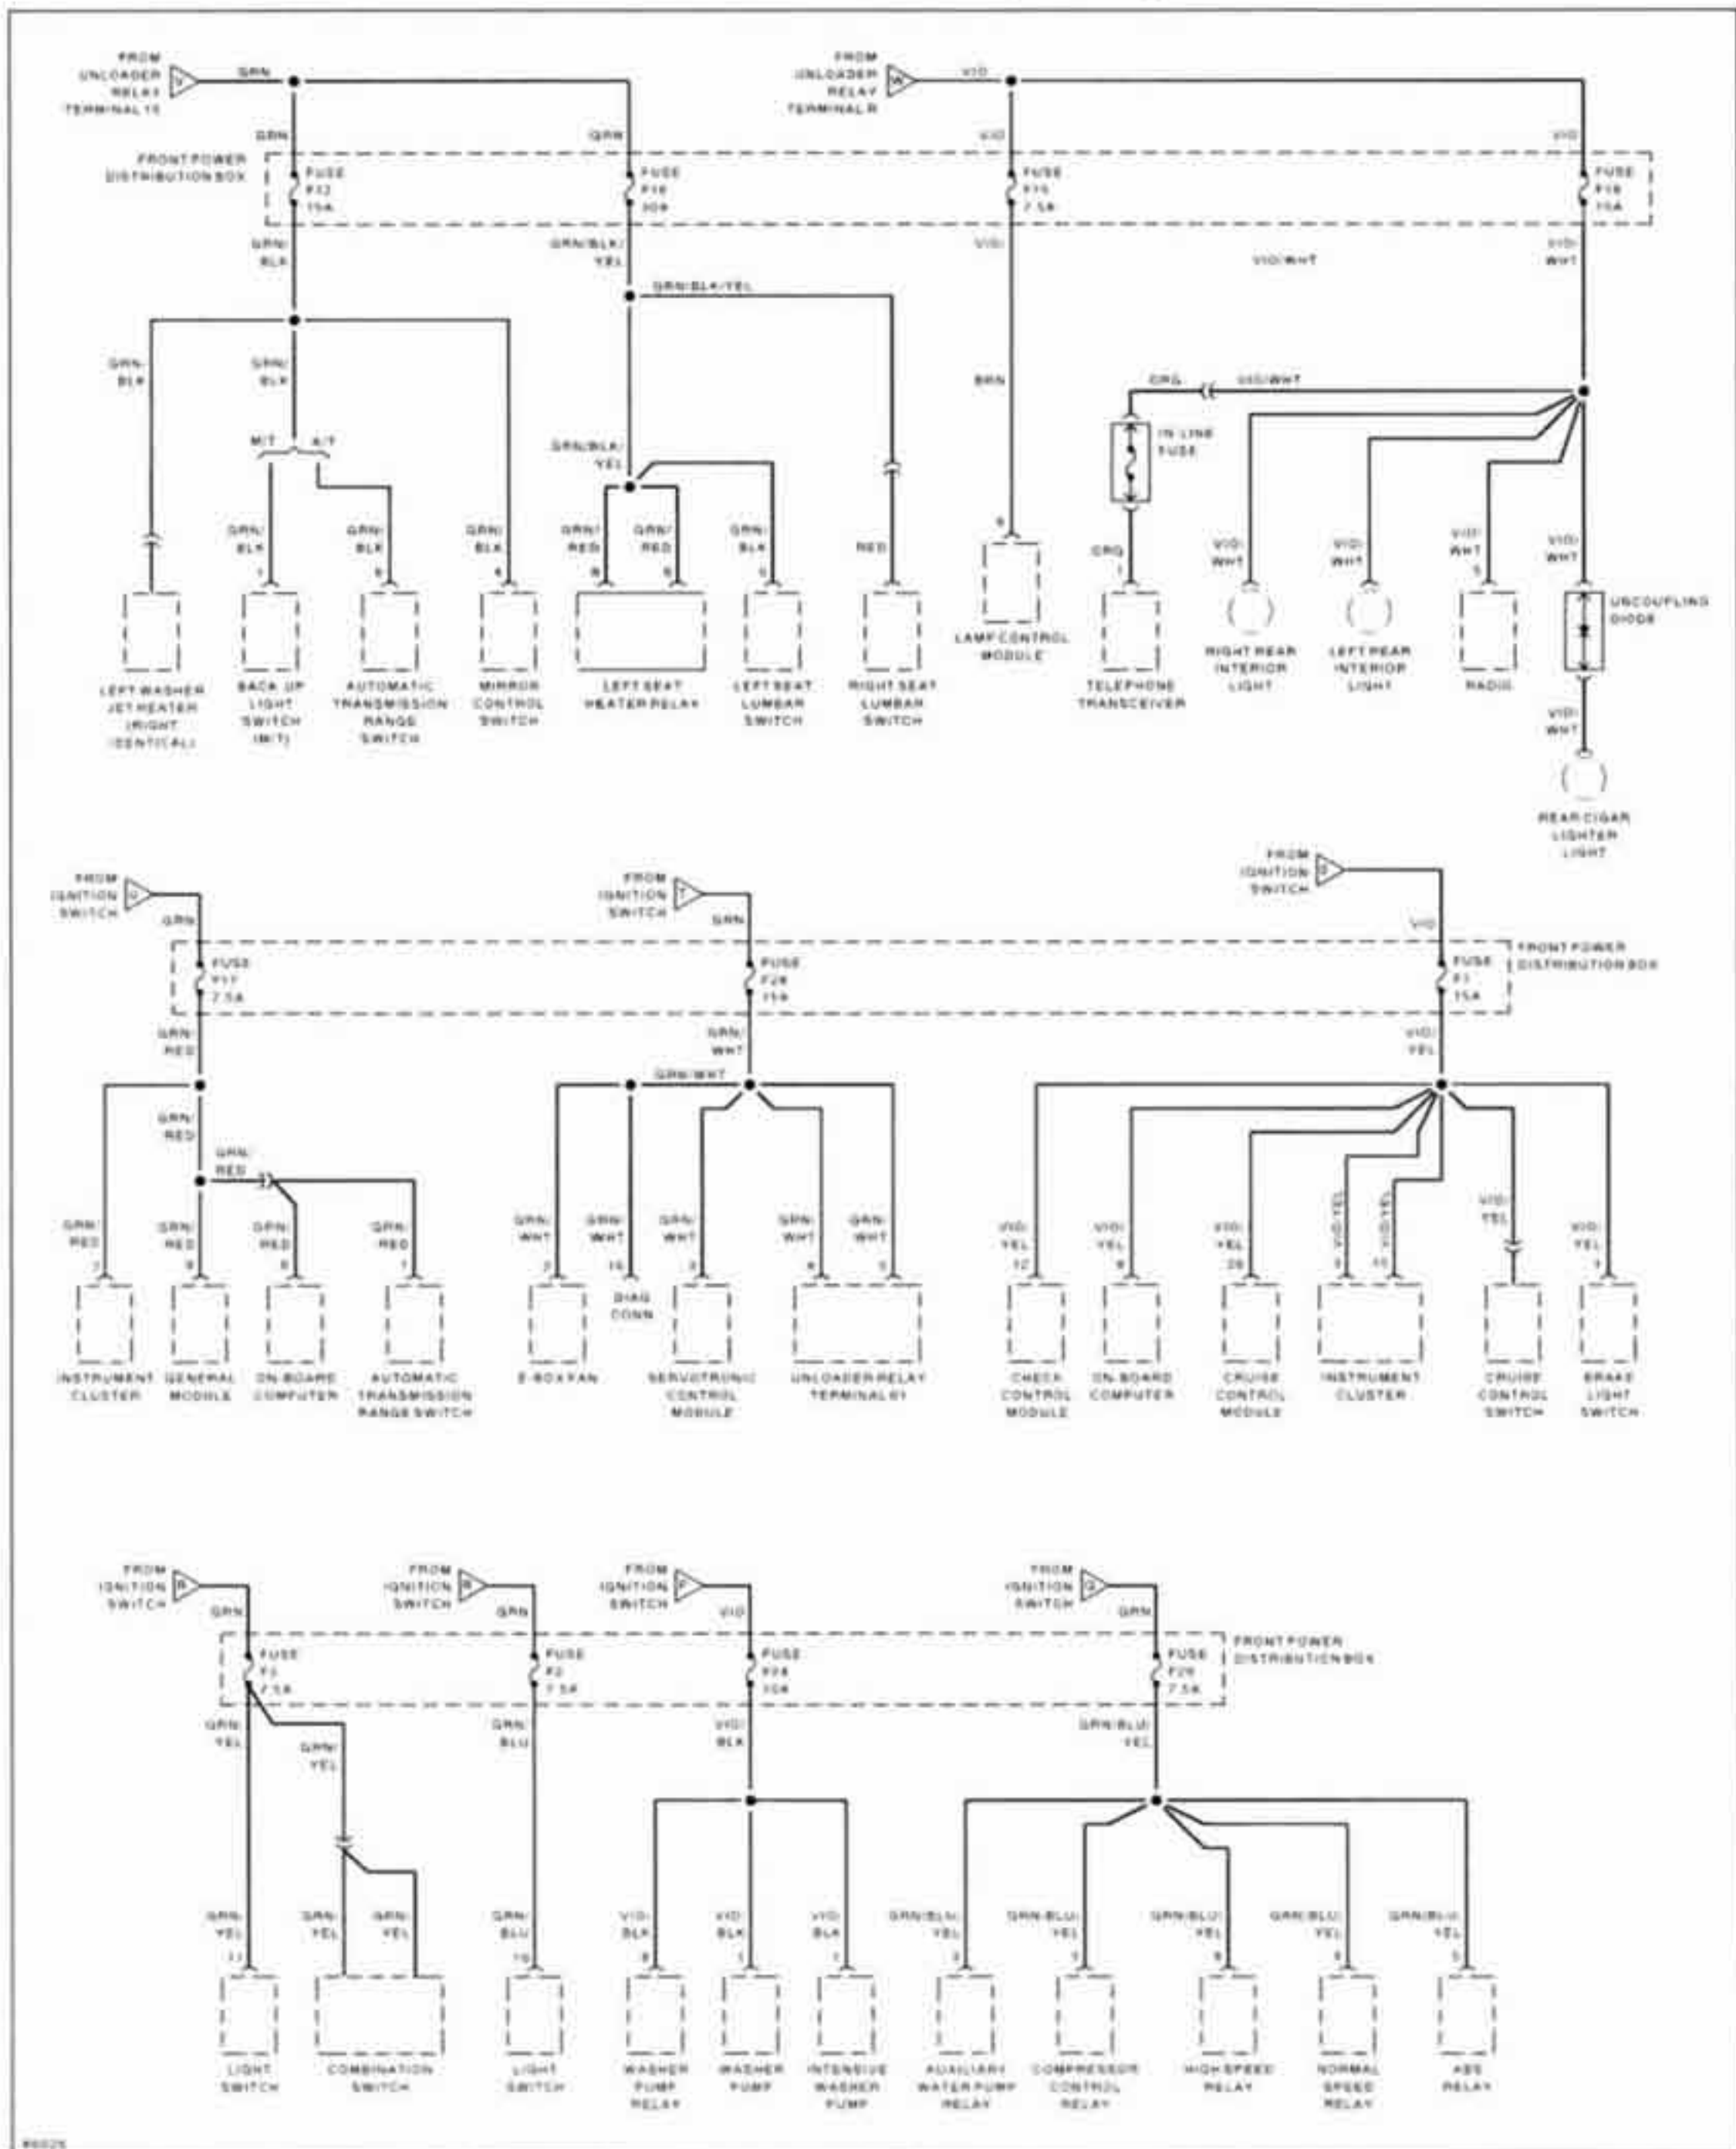 FROM
UNLOADER
RELAY
TERMINAL 15
V
GRN
FROM
UNLOADER
RELAY
TERMINAL R
W
VIO
GRN
GRN
VIO
VIO
FRONT POWER
DISTRIBUTION BOX
FUSE
15A
FUSE
FUSE
7.5A
FUSE
GRN/
BLK
GRN/BLK/
YEL
VIO/
VIO/WHT
VIO/
WHT
GRN/BLK/YEL
GRN/
BLK
GRN/
BLK
BRN
ORG
VIO/WHT
M/T
A/T
GRN/BLK/
YEL
IN-LINE
FUSE
GRN/
BLK
GRN/
BLK
GRN/
BLK
GRN/
RED
GRN/
RED
GRN/
BLK
RED
ORG
VIO/
WHT
VIO/
WHT
VIO/
WHT
VIO/
WHT
UNCOUPLING
DIODE
LEFT WASHER
JET HEATER
(RIGHT
IDENTICAL)
BACK UP
LIGHT
SWITCH
(M/T)
AUTOMATIC
TRANSMISSION
RANGE
SWITCH
MIRROR
CONTROL
SWITCH
LEFT SEAT
HEATER RELAY
LEFT SEAT
LUMBAR
SWITCH
RIGHT SEAT
LUMBAR
SWITCH
LAMP CONTROL
MODULE
TELEPHONE
TRANSCEIVER
RIGHT REAR
INTERIOR
LIGHT
LEFT REAR
INTERIOR
LIGHT
RADIO
VIO/
WHT
REAR CIGAR
LIGHTER
LIGHT
FROM
IGNITION
SWITCH
U
GRN
FROM
IGNITION
SWITCH
T
GRN
FROM
IGNITION
SWITCH
S
VIO
FUSE
7.5A
FUSE
FUSE
15A
FRONT POWER
DISTRIBUTION BOX
GRN/
RED
GRN/
WHT
VIO/
YEL
GRN/WHT
GRN/
RED
GRN/
RED
GRN/
RED
GRN/
RED
GRN/
RED
GRN/
RED
GRN/
WHT
GRN/
WHT
GRN/
WHT
GRN/
WHT
GRN/
WHT
VIO/
YEL
VIO/
YEL
VIO/
YEL
VIO/YEL
VIO/YEL
VIO/
YEL
VIO/
YEL
12
INSTRUMENT
CLUSTER
GENERAL
MODULE
ON-BOARD
COMPUTER
AUTOMATIC
TRANSMISSION
RANGE SWITCH
E-BOX FAN
DIAG
CONN
SERVOTRONIC
CONTROL
MODULE
UNLOADER RELAY
TERMINAL 61
CHECK
CONTROL
MODULE
ON-BOARD
COMPUTER
CRUISE
CONTROL
MODULE
INSTRUMENT
CLUSTER
CRUISE
CONTROL
SWITCH
BRAKE
LIGHT
SWITCH
FROM
IGNITION
SWITCH
R
GRN
FROM
IGNITION
SWITCH
R
GRN
FROM
IGNITION
SWITCH
P
VIO
FROM
IGNITION
SWITCH
Q
GRN
FUSE
7.5A
FUSE
7.5A
FUSE
FUSE
7.5A
FRONT POWER
DISTRIBUTION BOX
GRN/
YEL
GRN/
YEL
GRN/
BLU
VIO/
BLK
GRN/BLU/
YEL
GRN/
YEL
11
GRN/
YEL
GRN/
YEL
GRN/
BLU
10
VIO/
BLK
VIO/
BLK
VIO/
BLK
GRN/BLU/
YEL
GRN/BLU/
YEL
GRN/BLU/
YEL
GRN/BLU/
YEL
GRN/BLU/
YEL
LIGHT
SWITCH
COMBINATION
SWITCH
LIGHT
SWITCH
WASHER
PUMP
RELAY
WASHER
PUMP
INTENSIVE
WASHER
PUMP
AUXILIARY
WATER PUMP
RELAY
COMPRESSOR
CONTROL
RELAY
HIGH SPEED
RELAY
NORMAL
SPEED
RELAY
ABS
RELAY